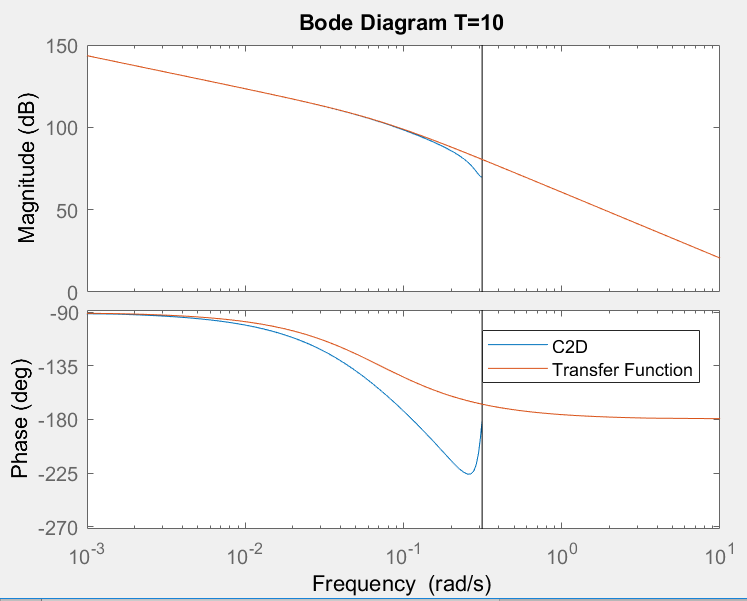 Bode Diagram T=10
150
100
50
0
Magnitude (dB)
-90
-135
-180
-225
-270
Phase (deg)
C2D
Transfer Function
10^-3 10^-2 10^-1 10^0 10^1
Frequency (rad/s)